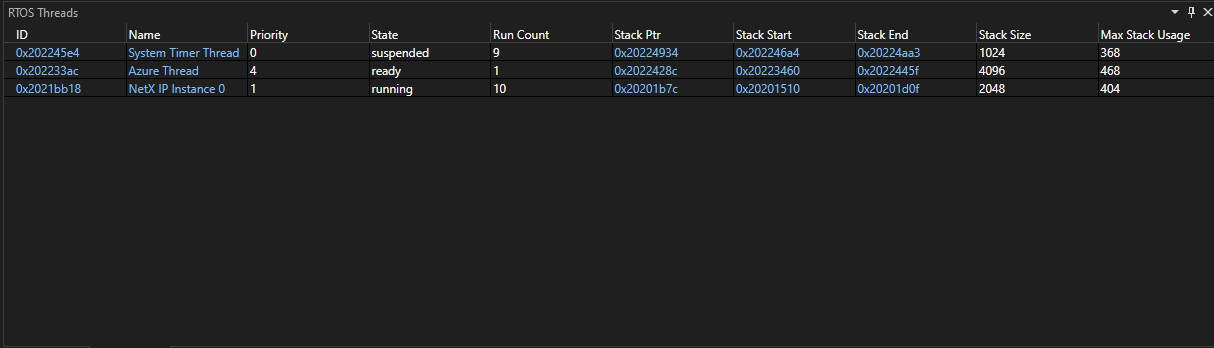 RTOS Threads
ID Name Priority State Run Count Stack Ptr Stack Start Stack End Stack Size Max Stack Usage
0x202245e4 System Timer Thread 0 suspended 9 0x20224934 0x202246a4 0x20224aa3 1024 368
0x202233ac Azure Thread 4 ready 1 0x2022428c 0x20223460 0x2022445f 4096 468
0x2021bb18 NetX IP Instance 0 1 running 10 0x20201b7c 0x20201510 0x20201d0f 2048 404